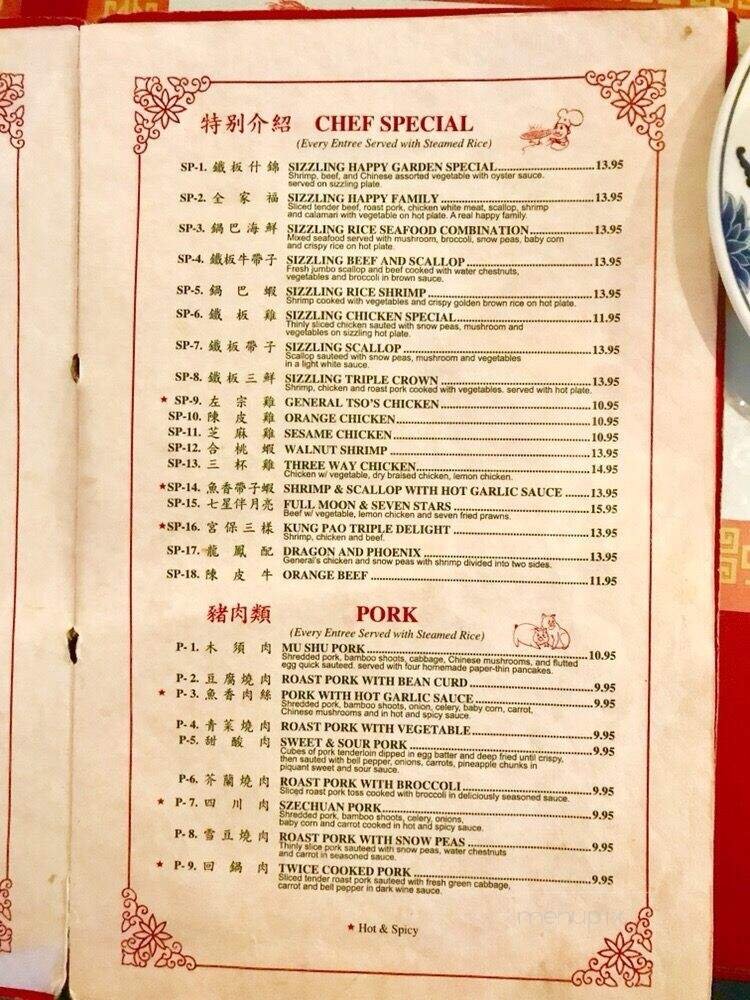 特别介紹 CHEF SPECIAL
(Every Entree Served with Steamed Rice)
SP-1. 鐵板什錦 SIZZLING HAPPY GARDEN SPECIAL 13.95
Shrimp, beef, and Chinese assorted vegetable with oyster sauce.
served on sizzling plate.
SP-2. 全家福 SIZZLING HAPPY FAMILY 13.95
Sliced tender beef, roast pork, chicken white meat, scallop, shrimp
and calamari with vegetable on hot plate. A real happy family.
SP-3. 鍋巴海鮮 SIZZLING RICE SEAFOOD COMBINATION 13.95
Mixed seafood served with mushroom, broccoli, snow peas, baby corn
and crispy rice on hot plate.
SP-4. 鐵板牛帶子 SIZZLING BEEF AND SCALLOP 13.95
Fresh jumbo scallop and beef cooked with water chestnuts,
vegetables and broccoli in brown sauce.
SP-5. 鍋巴蝦 SIZZLING RICE SHRIMP 13.95
Shrimp cooked with vegetables and crispy golden brown rice on hot plate.
SP-6. 鐵板雞 SIZZLING CHICKEN SPECIAL 11.95
Thinly sliced chicken sauted with snow peas, mushroom and
vegetables on sizzling hot plate.
SP-7. 鐵板帶子 SIZZLING SCALLOP 13.95
Scallop sauteed with snow peas, mushroom and vegetables
in a light white sauce.
SP-8. 鐵板三鮮 SIZZLING TRIPLE CROWN 13.95
Shrimp, chicken and roast pork cooked with vegetables. served with hot plate.
★ SP-9. 左宗雞 GENERAL TSO'S CHICKEN 10.95
SP-10. 陳皮雞 ORANGE CHICKEN 10.95
SP-11. 芝麻雞 SESAME CHICKEN 10.95
SP-12. 合桃蝦 WALNUT SHRIMP 13.95
SP-13. 三杯雞 THREE WAY CHICKEN 14.95
Chicken w/ vegetable, dry braised chicken, lemon chicken.
★SP-14. 魚香帶子蝦 SHRIMP & SCALLOP WITH HOT GARLIC SAUCE 13.95
SP-15. 七星伴月亮 FULL MOON & SEVEN STARS 15.95
Beef w/ vegetable, lemon chicken and seven fried prawns.
★SP-16. 宮保三樣 KUNG PAO TRIPLE DELIGHT 13.95
Shrimp, chicken and beef.
SP-17. 龍鳳配 DRAGON AND PHOENIX 13.95
General's chicken and snow peas with shrimp divided into two sides.
SP-18. 陳皮牛 ORANGE BEEF 11.95
豬肉類 PORK
(Every Entree Served with Steamed Rice)
P- 1. 木須肉 MU SHU PORK 10.95
Shredded pork, bamboo shoots, cabbage, Chinese mushrooms, and flutted
egg quick sauteed. served with four homemade paper-thin pancakes.
P- 2. 豆腐燒肉 ROAST PORK WITH BEAN CURD 9.95
★ P- 3. 魚香肉絲 PORK WITH HOT GARLIC SAUCE 9.95
Shredded pork, bamboo shoots, onion, celery, baby corn, carrot,
Chinese mushrooms and in hot and spicy sauce.
P- 4. 青菜燒肉 ROAST PORK WITH VEGETABLE 9.95
P-5. 甜酸肉 SWEET & SOUR PORK 9.95
Cubes of pork tenderloin dipped in egg batter and deep fried until crispy,
then sauted with bell pepper, onions, carrots, pineapple chunks in
piquant sweet and sour sauce.
P-6. 芥蘭燒肉 ROAST PORK WITH BROCCOLI 9.95
Sliced roast pork toss cooked with broccoli in deliciously seasoned sauce.
★ P- 7. 四川肉 SZECHUAN PORK 9.95
Shredded pork, bamboo shoots, celery, onions,
baby corn and carrot cooked in hot and spicy sauce.
P- 8. 雪豆燒肉 ROAST PORK WITH SNOW PEAS 9.95
Thinly slice pork sauteed with snow peas, water chestnuts
and carrot in seasoned sauce.
★ P- 9. 回鍋肉 TWICE COOKED PORK 9.95
Sliced tender roast pork sauteed with fresh green cabbage,
carrot and bell pepper in dark wine sauce.
★ Hot & Spicy